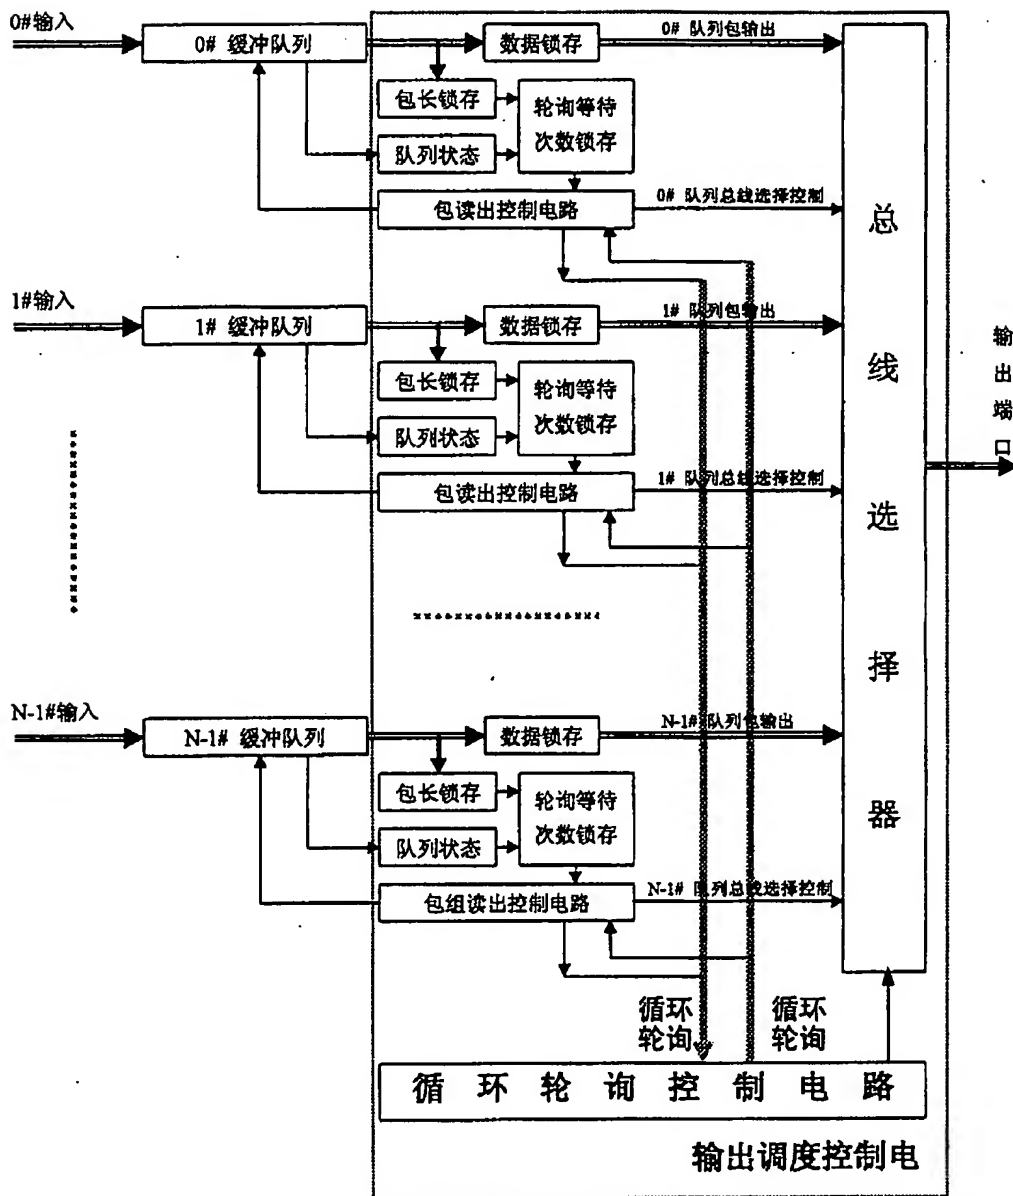 0#输入
0# 缓冲队列
数据锁存
0# 队列包输出
包长锁存
轮询等待
次数锁存
队列状态
包读出控制电路
0# 队列总线选择控制
1#输入
1# 缓冲队列
数据锁存
1# 队列包输出
包长锁存
轮询等待
次数锁存
队列状态
包读出控制电路
1# 队列总线选择控制
N-1#输入
N-1# 缓冲队列
数据锁存
N-1# 队列包输出
包长锁存
轮询等待
次数锁存
队列状态
包组读出控制电路
N-1# 队列总线选择控制
总线选择器
输出端口
循环
轮询
循环
轮询
循环轮询控制电路
输出调度控制电